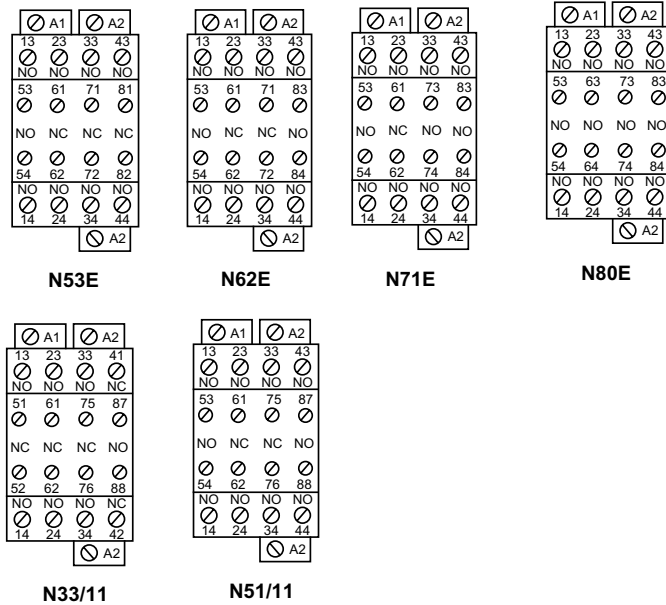 A1 A2
13 23 33 43
NO NO NO NO
53 61 71 81
NO NC NC NC
54 62 72 82
NO NO NO NO
14 24 34 44
A2
N53E
A1 A2
13 23 33 43
NO NO NO NO
53 61 71 83
NO NC NC NO
54 62 72 84
NO NO NO NO
14 24 34 44
A2
N62E
A1 A2
13 23 33 43
NO NO NO NO
53 61 73 83
NO NC NO NO
54 62 74 84
NO NO NO NO
14 24 34 44
A2
N71E
A1 A2
13 23 33 43
NO NO NO NO
53 63 73 83
NO NO NO NO
54 64 74 84
NO NO NO NO
14 24 34 44
A2
N80E
A1 A2
13 23 33 41
NO NO NO NC
51 61 75 87
NC NC NC NO
52 62 76 88
NO NO NO NC
14 24 34 42
A2
N33/11
A1 A2
13 23 33 43
NO NO NO NO
53 61 75 87
NO NC NC NO
54 62 76 88
NO NO NO NO
14 24 34 44
A2
N51/11